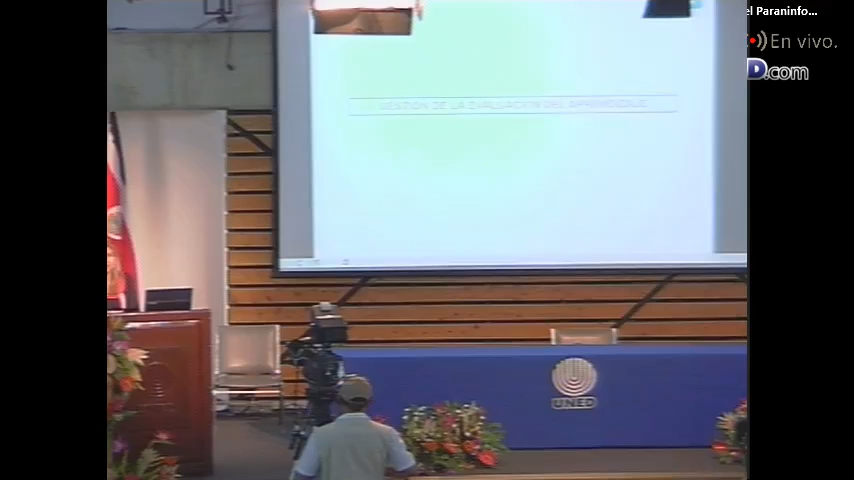 el Paraninfo...
En vivo.
D.com
GESTIÓN DE LA EVALUACIÓN DEL APRENDIZAJE
UNED